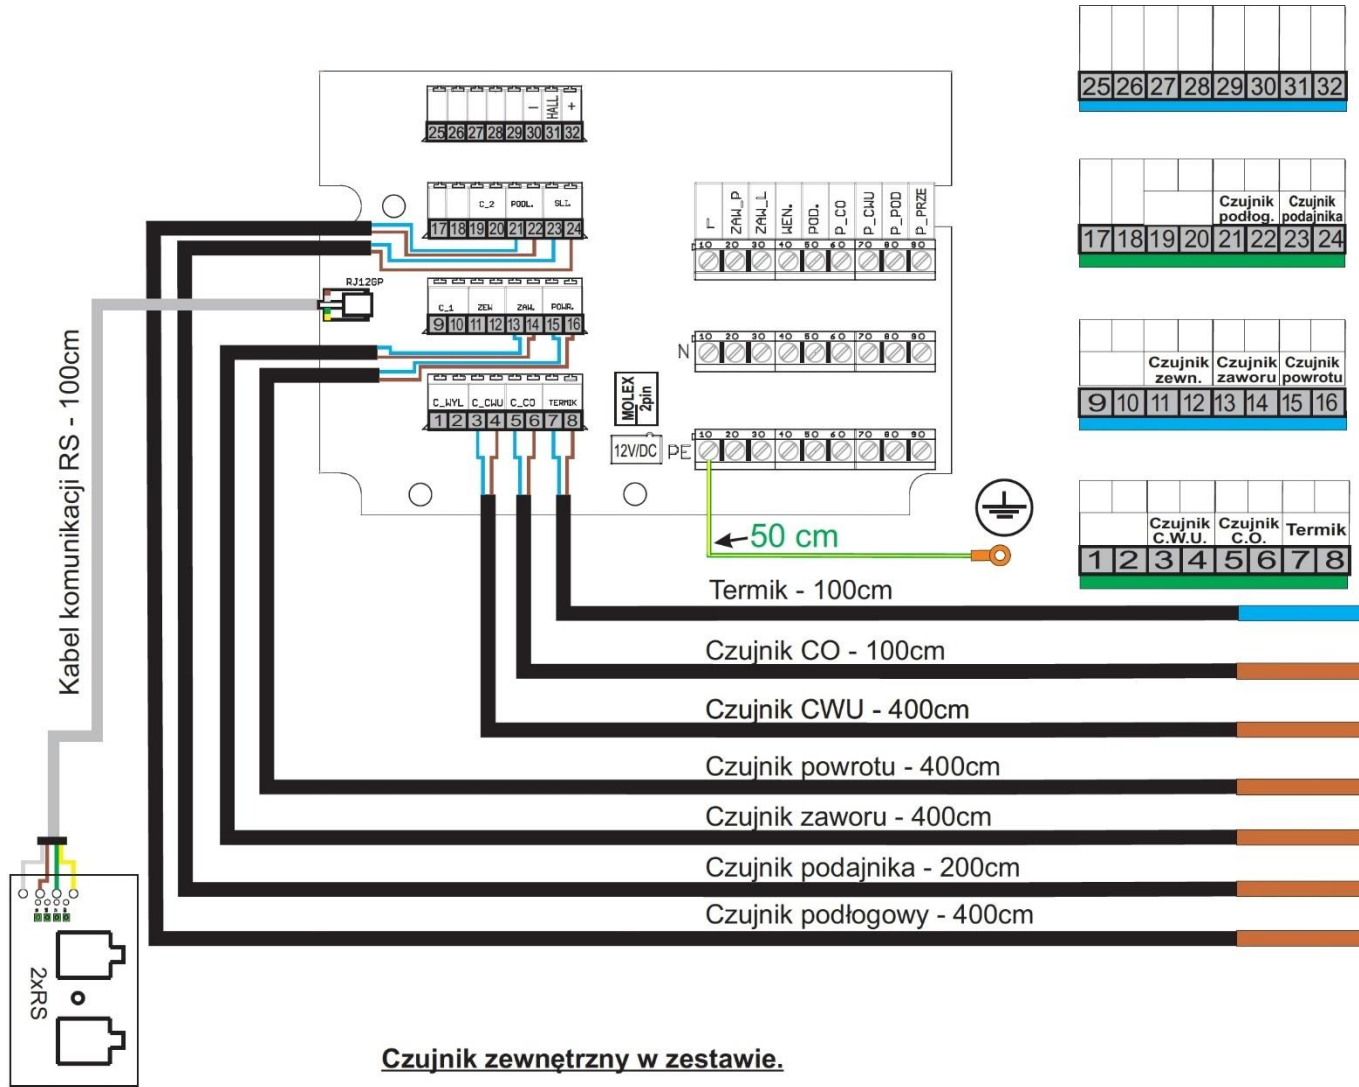 - HALL +
25 26 27 28 29 30 31 32
C_2 PODL. SLI.
17 18 19 20 21 22 23 24
RJ12GP
C_1 ZEW ZAW. POWR.
9 10 11 12 13 14 15 16
C_WYL C_CWU C_CO TERMIK
1 2 3 4 5 6 7 8
MOLEX
2pin
12V/DC
ZAW_P ZAW_L WEN. POD. P_CO P_CWU P_POD P_PRZE
10 20 30 40 50 60 70 80 90
N
10 20 30 40 50 60 70 80 90
PE
10 20 30 40 50 60 70 80 90
50 cm
25 26 27 28 29 30 31 32
Czujnik podłog. Czujnik podajnika
17 18 19 20 21 22 23 24
Czujnik zewn. Czujnik zaworu Czujnik powrotu
9 10 11 12 13 14 15 16
Czujnik C.W.U. Czujnik C.O. Termik
1 2 3 4 5 6 7 8
Kabel komunikacji RS - 100cm
Termik - 100cm
Czujnik CO - 100cm
Czujnik CWU - 400cm
Czujnik powrotu - 400cm
Czujnik zaworu - 400cm
Czujnik podajnika - 200cm
Czujnik podłogowy - 400cm
2xRS
Czujnik zewnętrzny w zestawie.